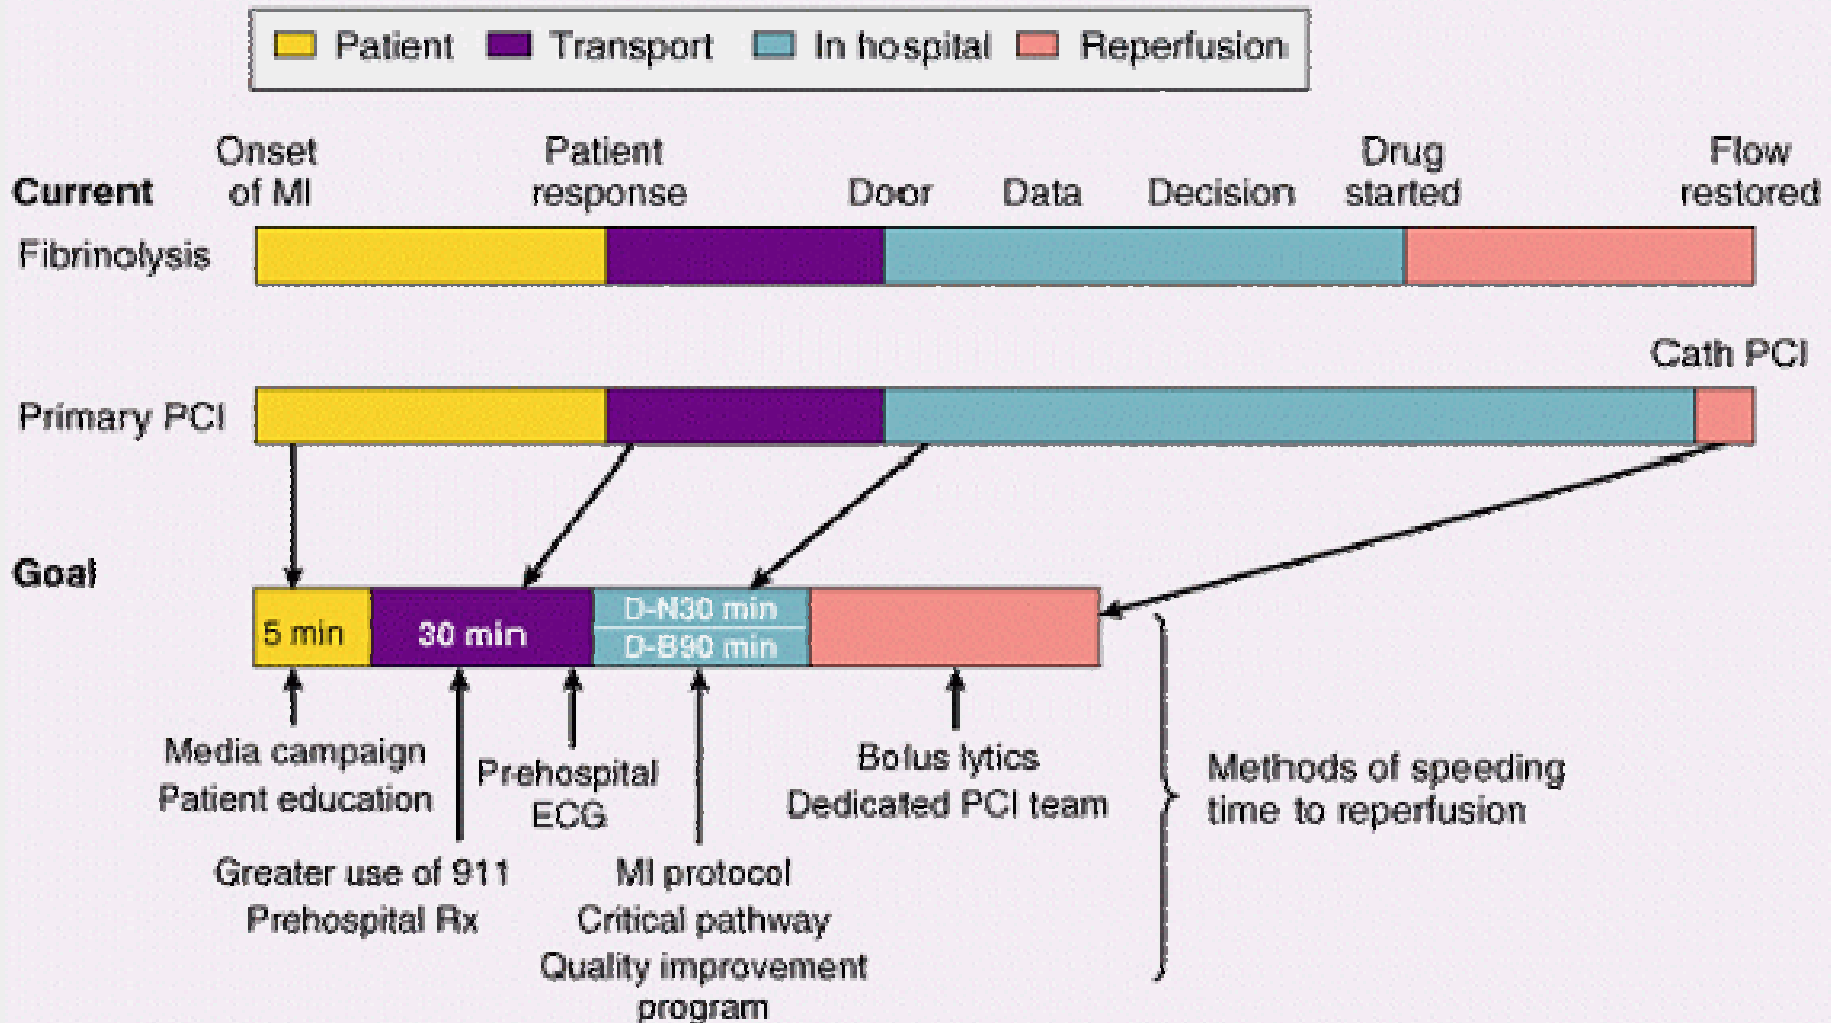 Patient Transport In hospital Reperfusion
Onset of MI
Patient response
Door
Data
Decision
Drug started
Flow restored
Current
Fibrinolysis
Cath PCI
Primary PCI
Goal
5 min
30 min
D-N30 min
D-B90 min
Media campaign
Patient education
Prehospital
ECG
Bolus lytics
Dedicated PCI team
Methods of speeding
time to reperfusion
Greater use of 911
Prehospital Rx
MI protocol
Critical pathway
Quality improvement
program